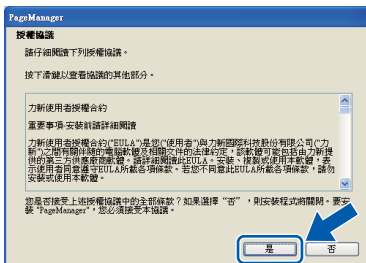 PageManager
授權協議
請仔細閱讀下列授權協議。
按下滑鍵以查看協議的其他部分。
力新使用者授權合約
重要事項-安裝前請詳細閱讀
力新使用者授權合約("EULA")是您("使用者")與力新國際科技股份有限公司("力
新")之間有關伴隨的電腦軟體及相關文件的法律約定，該軟體可能包括由力新提
供的第三方供應廠商軟體。請詳細閱讀此EULA。安裝、複製或使用本軟體，表
示使用者同意遵守EULA所載各項條款。若您不同意此EULA所載各項條款，請勿
安裝或使用本軟體。
您是否接受上述授權協議中的全部條款？如果選擇 "否" ，則安裝程式將關閉。要安
裝 "PageManager"，您必須接受本協議。
是
否